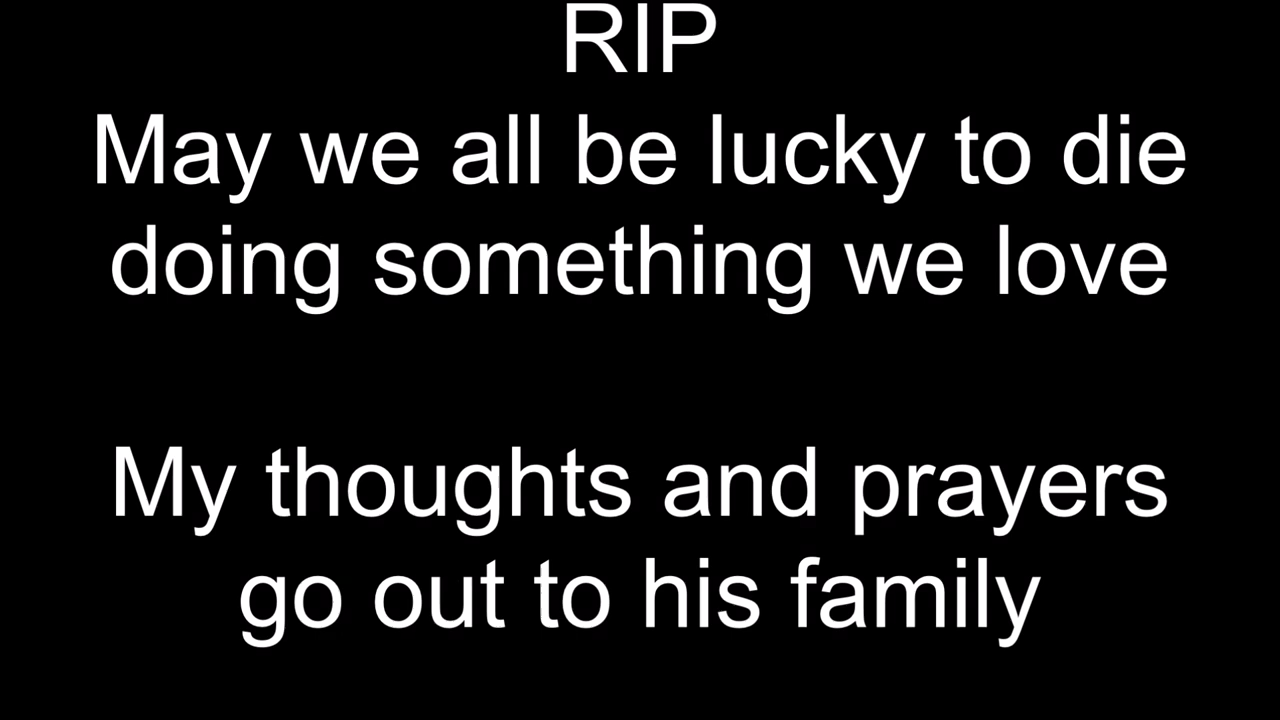 RIP
May we all be lucky to die
doing something we love
My thoughts and prayers
go out to his family